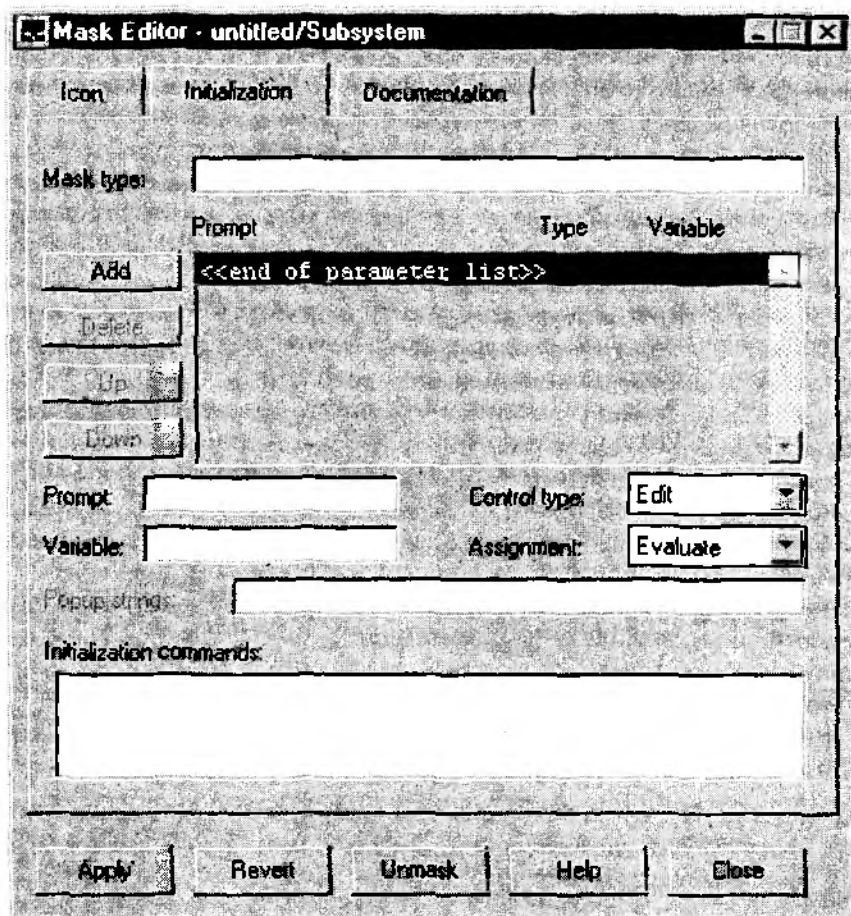 Mask Editor - untitled/Subsystem
Icon Initialization Documentation
Mask type:
Prompt Type Variable
Add <<end of parameter list>>
Delete
Up
Down
Prompt: Control type: Edit
Variable: Assignment: Evaluate
Popup strings:
Initialization commands:
Apply Revert Unmask Help Close